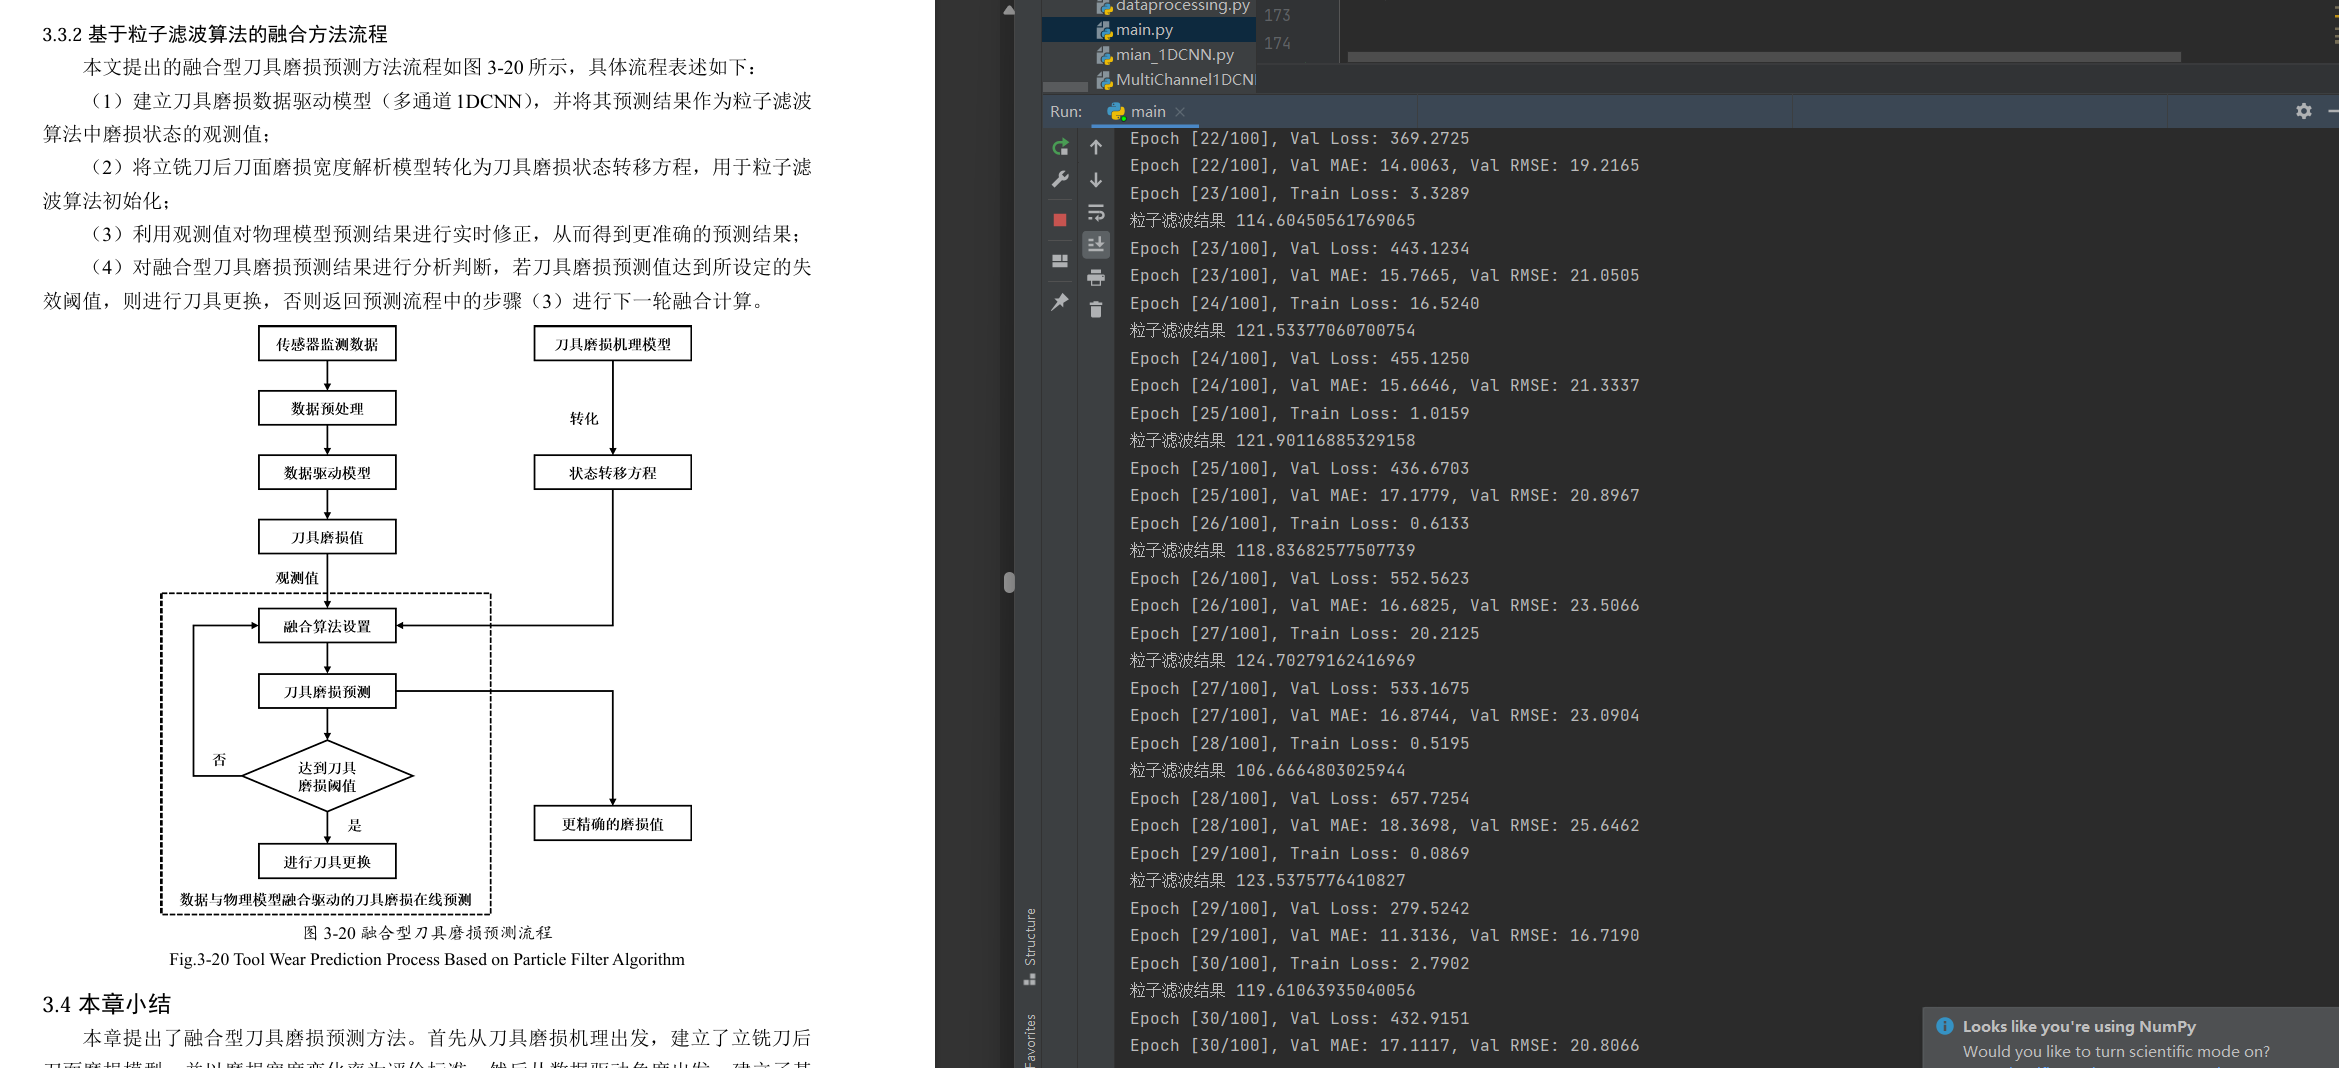 3.3.2 基于粒子滤波算法的融合方法流程
本文提出的融合型刀具磨损预测方法流程如图 3-20 所示，具体流程表述如下：
（1）建立刀具磨损数据驱动模型（多通道 1DCNN），并将其预测结果作为粒子滤波
算法中磨损状态的观测值；
（2）将立铣刀后刀面磨损宽度解析模型转化为刀具磨损状态转移方程，用于粒子滤
波算法初始化；
（3）利用观测值对物理模型预测结果进行实时修正，从而得到更准确的预测结果；
（4）对融合型刀具磨损预测结果进行分析判断，若刀具磨损预测值达到所设定的失
效阈值，则进行刀具更换，否则返回预测流程中的步骤（3）进行下一轮融合计算。
传感器监测数据
刀具磨损机理模型
数据预处理
转化
数据驱动模型
状态转移方程
刀具磨损值
观测值
融合算法设置
刀具磨损预测
否
达到刀具
磨损阈值
是
更精确的磨损值
进行刀具更换
数据与物理模型融合驱动的刀具磨损在线预测
图 3-20 融合型刀具磨损预测流程
Fig.3-20 Tool Wear Prediction Process Based on Particle Filter Algorithm
3.4 本章小结
本章提出了融合型刀具磨损预测方法。首先从刀具磨损机理出发，建立了立铣刀后
dataprocessing.py
main.py
mian_1DCNN.py
MultiChannel1DCN
173
174
Run:
main
Epoch [22/100], Val Loss: 369.2725
Epoch [22/100], Val MAE: 14.0063, Val RMSE: 19.2165
Epoch [23/100], Train Loss: 3.3289
粒子滤波结果 114.60450561769065
Epoch [23/100], Val Loss: 443.1234
Epoch [23/100], Val MAE: 15.7665, Val RMSE: 21.0505
Epoch [24/100], Train Loss: 16.5240
粒子滤波结果 121.53377060700754
Epoch [24/100], Val Loss: 455.1250
Epoch [24/100], Val MAE: 15.6646, Val RMSE: 21.3337
Epoch [25/100], Train Loss: 1.0159
粒子滤波结果 121.90116885329158
Epoch [25/100], Val Loss: 436.6703
Epoch [25/100], Val MAE: 17.1779, Val RMSE: 20.8967
Epoch [26/100], Train Loss: 0.6133
粒子滤波结果 118.83682577507739
Epoch [26/100], Val Loss: 552.5623
Epoch [26/100], Val MAE: 16.6825, Val RMSE: 23.5066
Epoch [27/100], Train Loss: 20.2125
粒子滤波结果 124.70279162416969
Epoch [27/100], Val Loss: 533.1675
Epoch [27/100], Val MAE: 16.8744, Val RMSE: 23.0904
Epoch [28/100], Train Loss: 0.5195
粒子滤波结果 106.6664803025944
Epoch [28/100], Val Loss: 657.7254
Epoch [28/100], Val MAE: 18.3698, Val RMSE: 25.6462
Epoch [29/100], Train Loss: 0.0869
粒子滤波结果 123.5375776410827
Epoch [29/100], Val Loss: 279.5242
Epoch [29/100], Val MAE: 11.3136, Val RMSE: 16.7190
Epoch [30/100], Train Loss: 2.7902
粒子滤波结果 119.61063935040056
Epoch [30/100], Val Loss: 432.9151
Epoch [30/100], Val MAE: 17.1117, Val RMSE: 20.8066
Structure
Favorites
Looks like you're using NumPy
Would you like to turn scientific mode on?